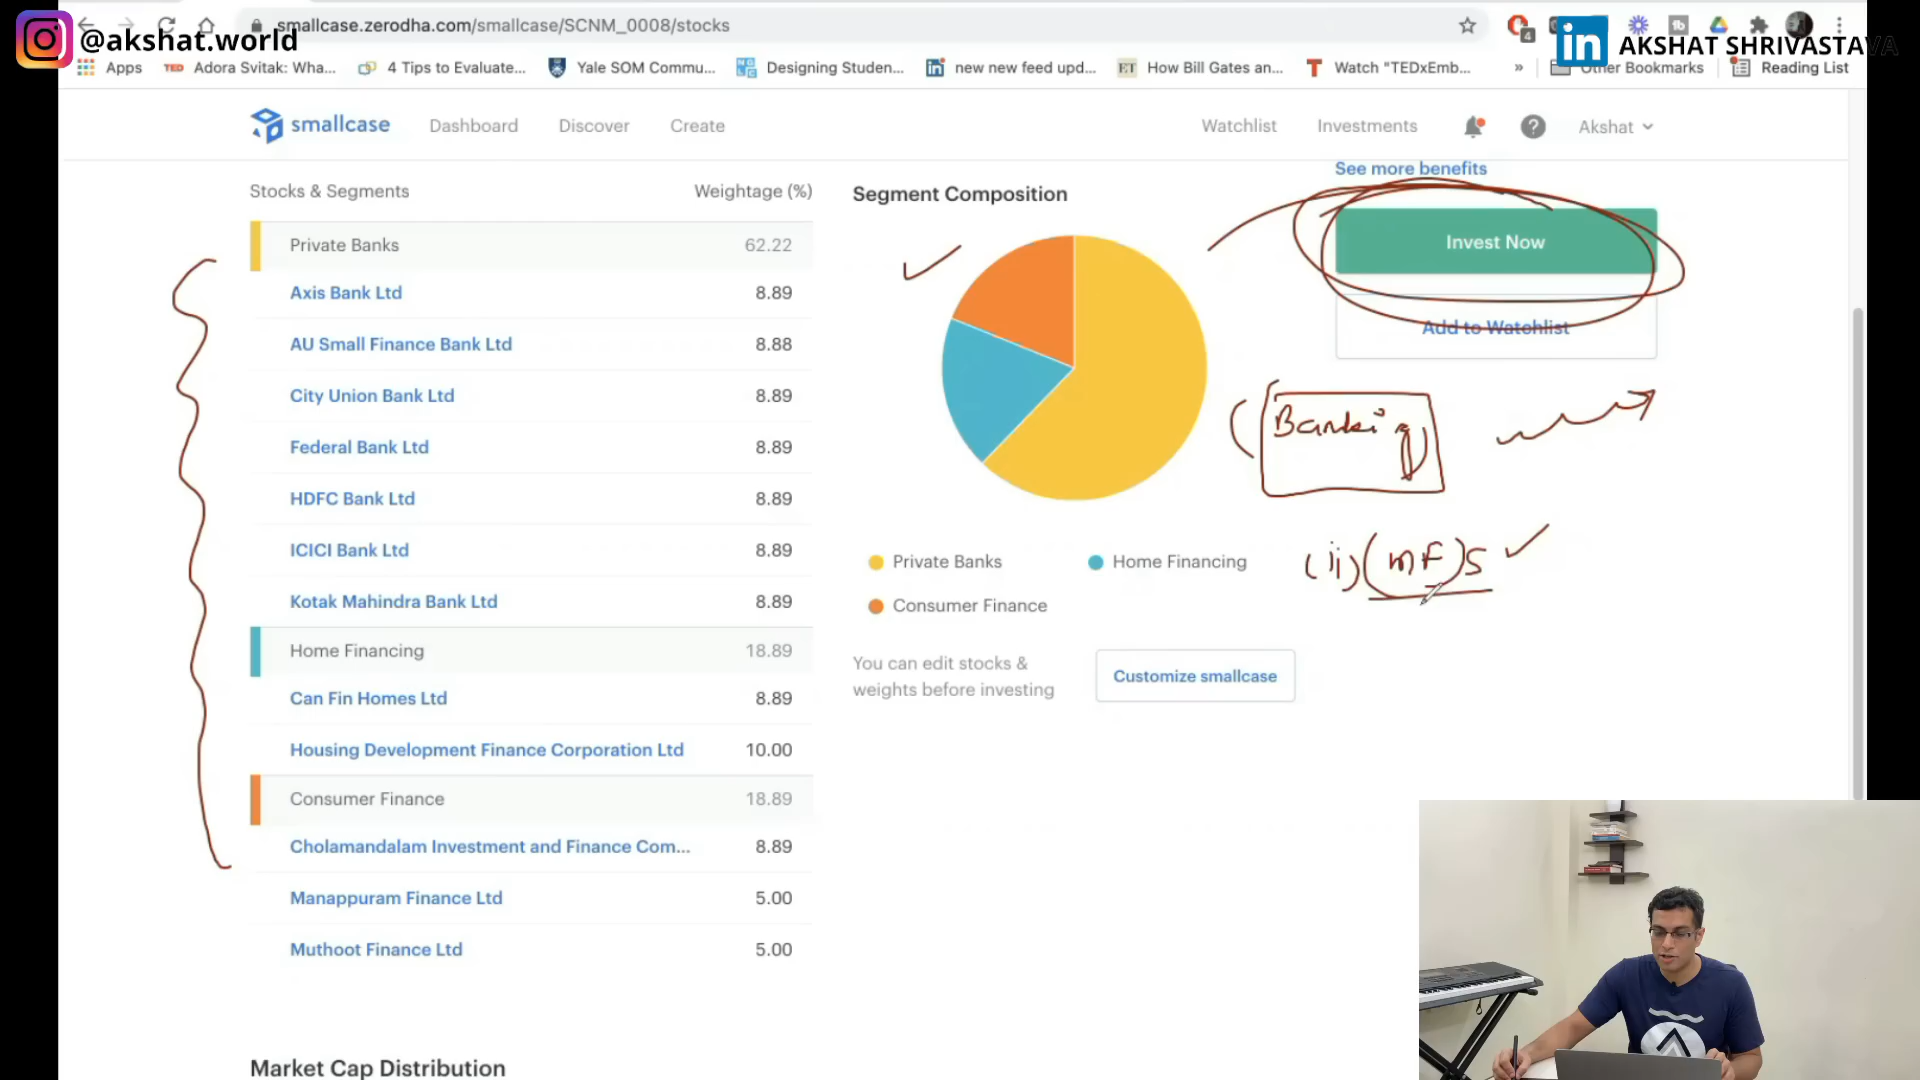 smallcase.zerodha.com/smallcase/SCNM_0008/stocks
@akshat.world
in AKSHAT SHRIVASTAVA
Apps TED Adora Svitak: Wha... 4 Tips to Evaluate... Yale SOM Commu... Designing Studen... in new new feed upd... ET How Bill Gates an... T Watch "TEDxEmb... » Other Bookmarks Reading List
smallcase Dashboard Discover Create Watchlist Investments Akshat
See more benefits
Stocks & Segments Weightage (%)
Segment Composition
Invest Now
Add to Watchlist
Private Banks 62.22
Axis Bank Ltd 8.89
AU Small Finance Bank Ltd 8.88
City Union Bank Ltd 8.89
Federal Bank Ltd 8.89
HDFC Bank Ltd 8.89
ICICI Bank Ltd 8.89
Kotak Mahindra Bank Ltd 8.89
Home Financing 18.89
Can Fin Homes Ltd 8.89
Housing Development Finance Corporation Ltd 10.00
Consumer Finance 18.89
Cholamandalam Investment and Finance Com... 8.89
Manappuram Finance Ltd 5.00
Muthoot Finance Ltd 5.00
Banking
(ii) (MF)s
Private Banks Home Financing
Consumer Finance
You can edit stocks &
weights before investing
Customize smallcase
Market Cap Distribution